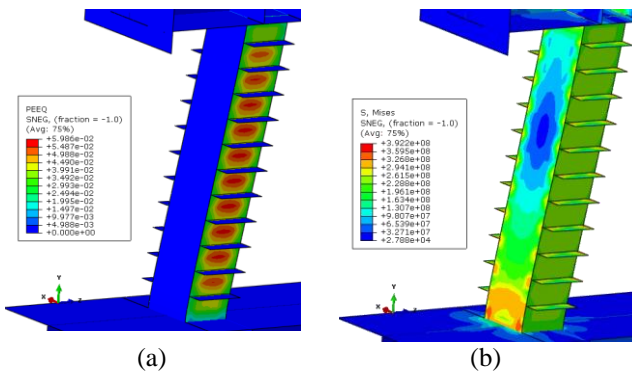 PEEQ
SNEG, (fraction = -1.0)
(Avg: 75%)
+5.986e-02
+5.487e-02
+4.988e-02
+4.490e-02
+3.991e-02
+3.492e-02
+2.993e-02
+2.494e-02
+1.995e-02
+1.497e-02
+9.977e-03
+4.988e-03
+0.000e+00
Y
X
Z
(a)
S, Mises
SNEG, (fraction = -1.0)
(Avg: 75%)
+3.922e+08
+3.595e+08
+3.268e+08
+2.941e+08
+2.615e+08
+2.288e+08
+1.961e+08
+1.634e+08
+1.307e+08
+9.807e+07
+6.539e+07
+3.271e+07
+2.788e+04
Y
X
Z
(b)